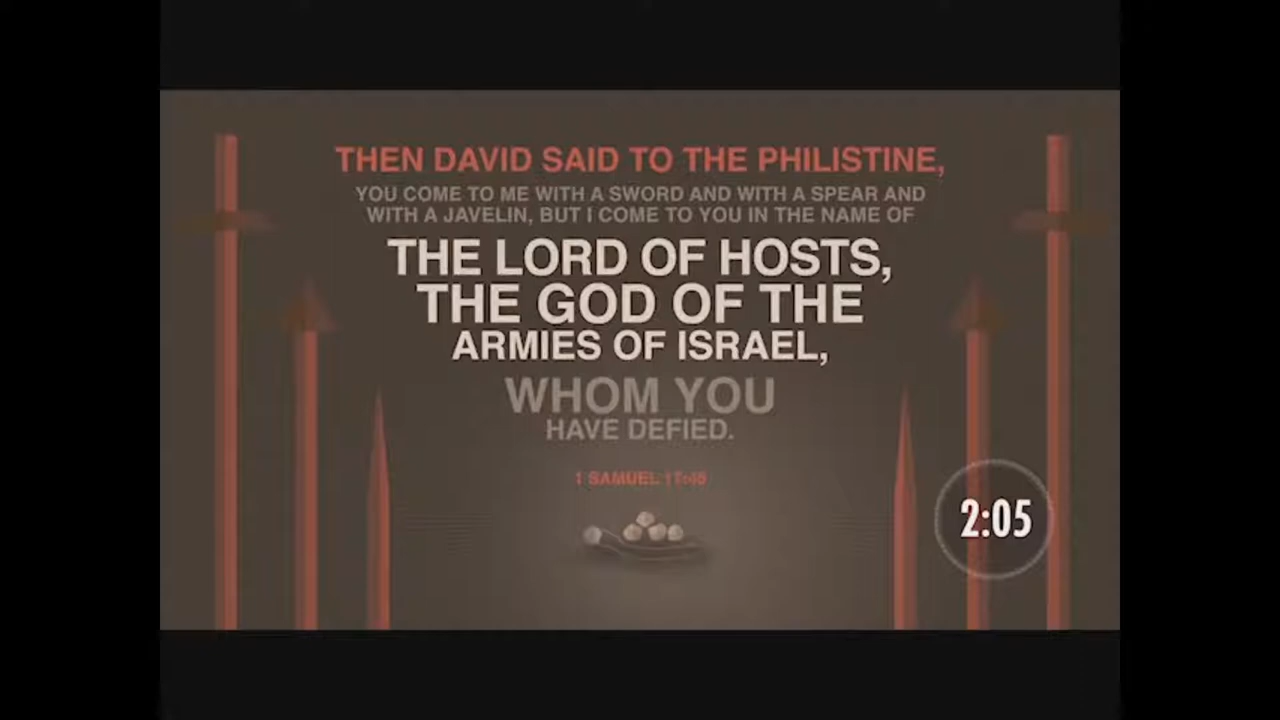 THEN DAVID SAID TO THE PHILISTINE,
YOU COME TO ME WITH A SWORD AND WITH A SPEAR AND
WITH A JAVELIN, BUT I COME TO YOU IN THE NAME OF
THE LORD OF HOSTS,
THE GOD OF THE
ARMIES OF ISRAEL,
WHOM YOU
HAVE DEFIED.
1 SAMUEL 17:45
2:05